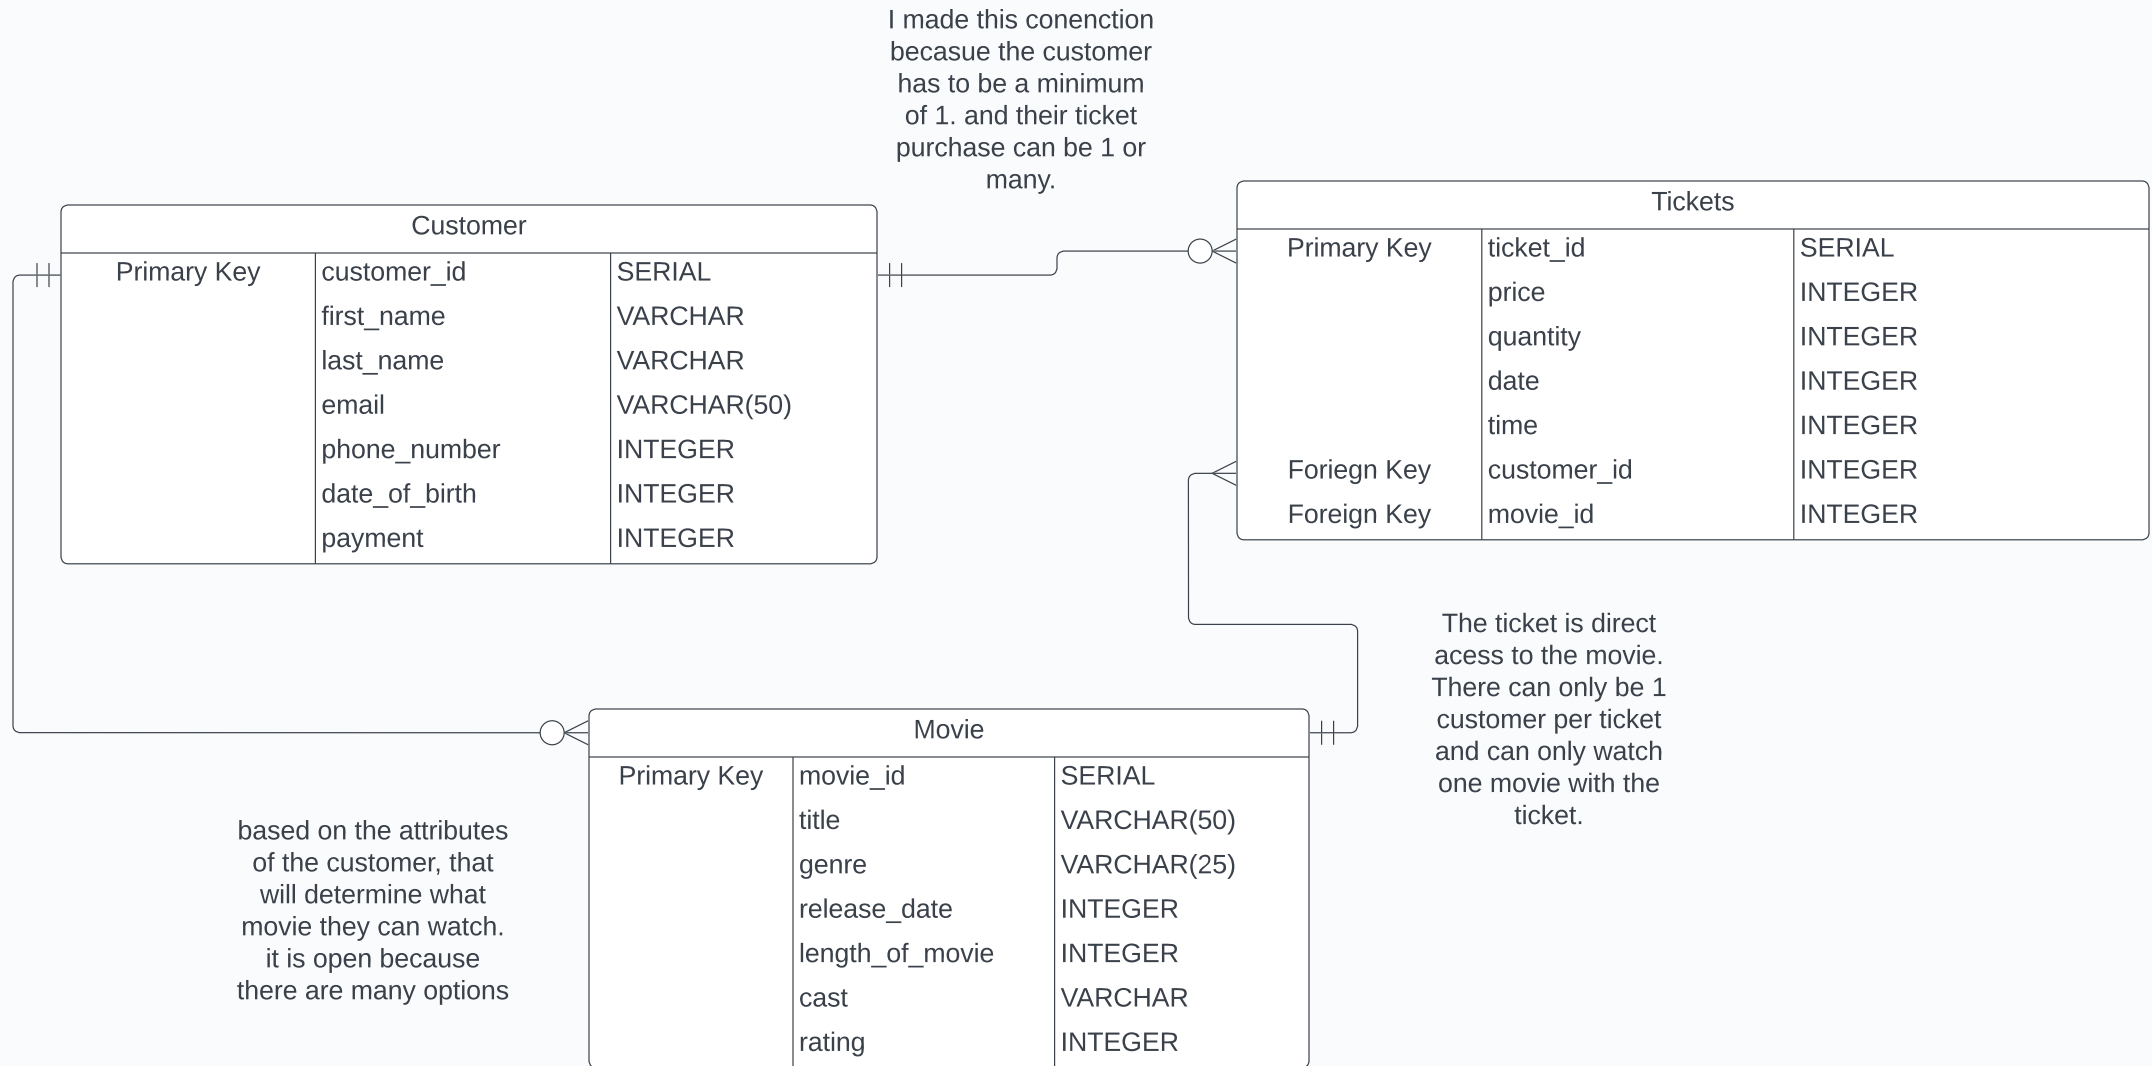 I made this conenction
becasue the customer
has to be a minimum
of 1. and their ticket
purchase can be 1 or
many.
Customer
Primary Key customer_id SERIAL
first_name VARCHAR
last_name VARCHAR
email VARCHAR(50)
phone_number INTEGER
date_of_birth INTEGER
payment INTEGER
Tickets
Primary Key ticket_id SERIAL
price INTEGER
quantity INTEGER
date INTEGER
time INTEGER
Foriegn Key customer_id INTEGER
Foreign Key movie_id INTEGER
The ticket is direct
acess to the movie.
There can only be 1
customer per ticket
and can only watch
one movie with the
ticket.
Movie
Primary Key movie_id SERIAL
title VARCHAR(50)
genre VARCHAR(25)
release_date INTEGER
length_of_movie INTEGER
cast VARCHAR
rating INTEGER
based on the attributes
of the customer, that
will determine what
movie they can watch.
it is open because
there are many options